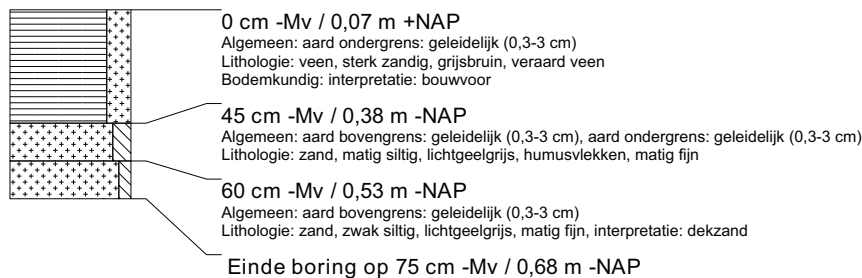 0 cm -Mv / 0,07 m +NAP
Algemeen: aard ondergrens: geleidelijk (0,3-3 cm)
Lithologie: veen, sterk zandig, grijsbruin, veraard veen
Bodemkundig: interpretatie: bouwvoor
45 cm -Mv / 0,38 m -NAP
Algemeen: aard bovengrens: geleidelijk (0,3-3 cm), aard ondergrens: geleidelijk (0,3-3 cm)
Lithologie: zand, matig siltig, lichtgeelgrijs, humusvlekken, matig fijn
60 cm -Mv / 0,53 m -NAP
Algemeen: aard bovengrens: geleidelijk (0,3-3 cm)
Lithologie: zand, zwak siltig, lichtgeelgrijs, matig fijn, interpretatie: dekzand
Einde boring op 75 cm -Mv / 0,68 m -NAP